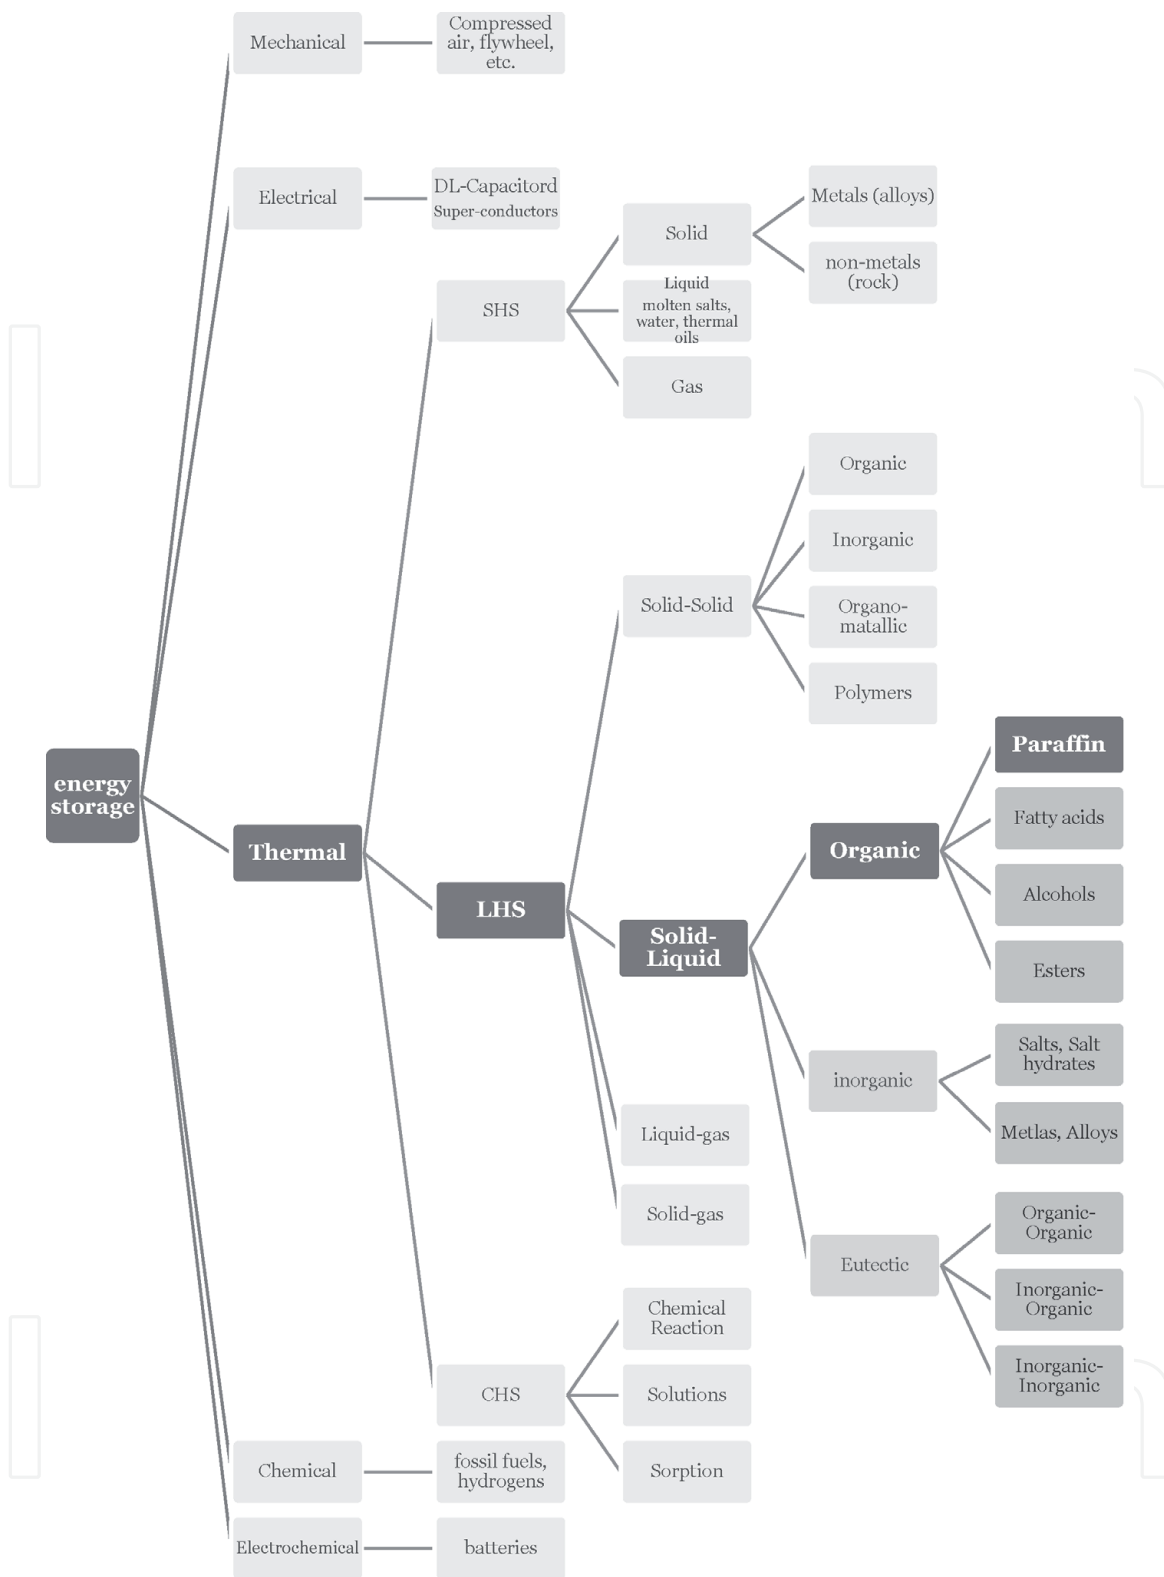 Mechanical
Compressed
air, flywheel,
etc.
Electrical
DL-Capacitord
Super-conductors
SHS
Solid
Metals (alloys)
non-metals
(rock)
Liquid
molten salts,
water, thermal
oils
Gas
Organic
Inorganic
Solid-Solid
Organo-
matallic
Polymers
energy
storage
Thermal
LHS
Solid-
Liquid
Organic
Paraffin
Fatty acids
Alcohols
Esters
inorganic
Salts, Salt
hydrates
Metlas, Alloys
Liquid-gas
Solid-gas
Eutectic
Organic-
Organic
Inorganic-
Organic
Inorganic-
Inorganic
CHS
Chemical
Reaction
Solutions
Sorption
Chemical
fossil fuels,
hydrogens
Electrochemical
batteries